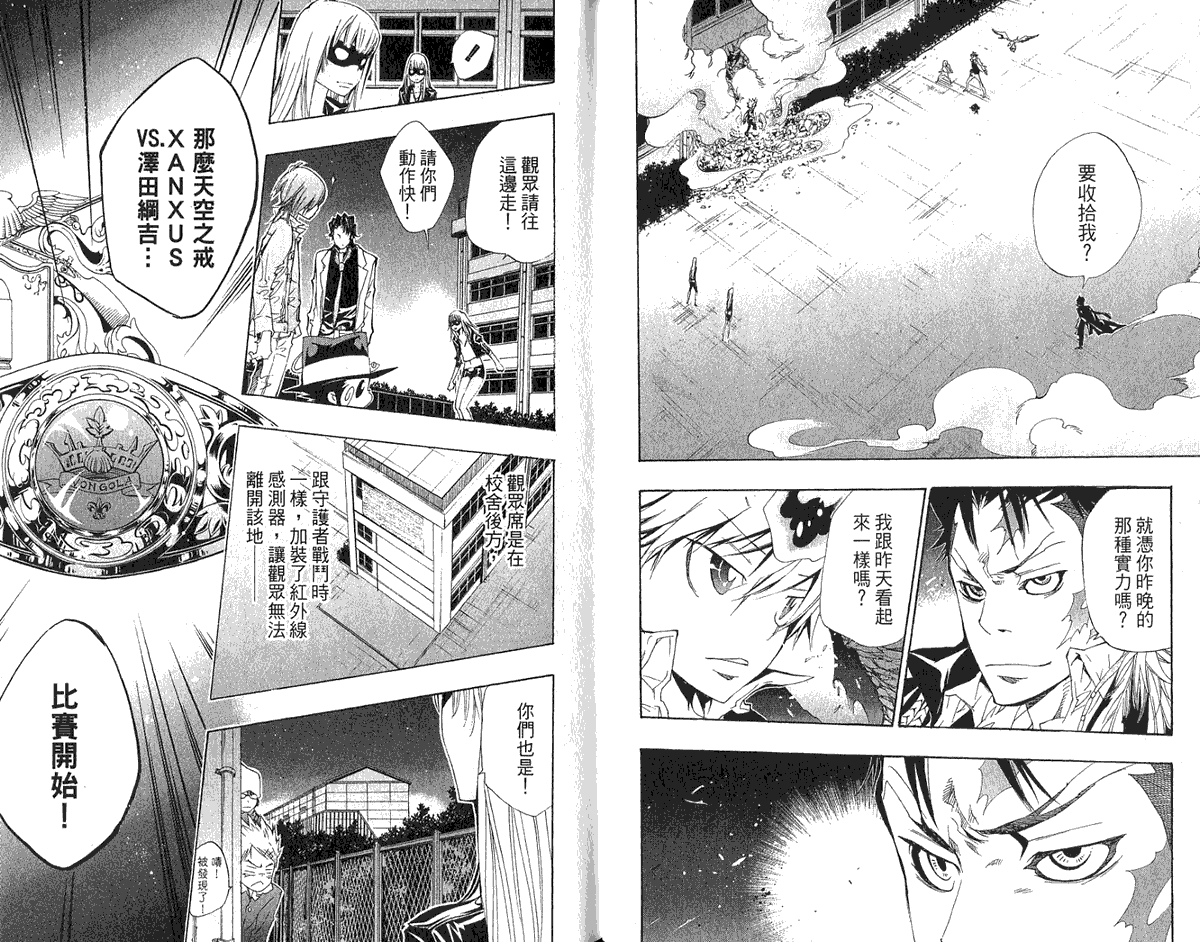 要收拾我？
就憑你昨晚的
那種實力嗎？
我跟昨天看起
來一樣嗎？
！
觀眾請往
這邊走！
請你們
動作快！
觀眾席是在
校舍後方，
跟守護者戰鬥時
一樣，加裝了紅外線
感測器，讓觀眾無法
離開該地——
你們也是！
嘖！
被發現了！
那麼天空之戒
XANXUS
VS.澤田綱吉…
VONGOLA
比賽開始！